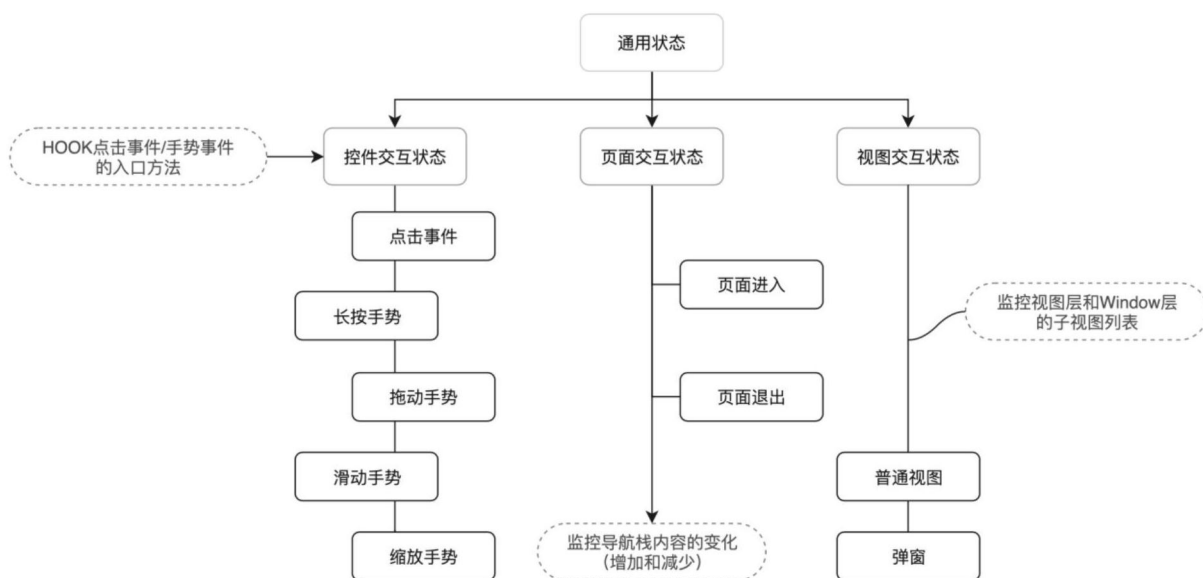 通用状态
HOOK点击事件/手势事件
的入口方法
控件交互状态
页面交互状态
视图交互状态
点击事件
长按手势
拖动手势
滑动手势
缩放手势
页面进入
页面退出
监控导航栈内容的变化
（增加和减少）
监控视图层和Window层
的子视图列表
普通视图
弹窗